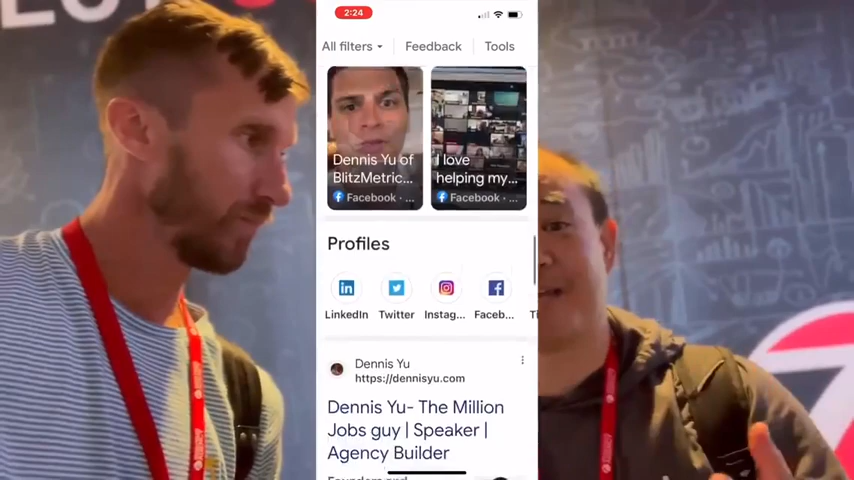 2:24
All filters
Feedback
Tools
Dennis Yu of
BlitzMetric...
Facebook · ...
I love
helping my...
Facebook · ...
Profiles
LinkedIn
Twitter
Instag...
Faceb...
Dennis Yu
https://dennisyu.com
Dennis Yu- The Million
Jobs guy | Speaker |
Agency Builder